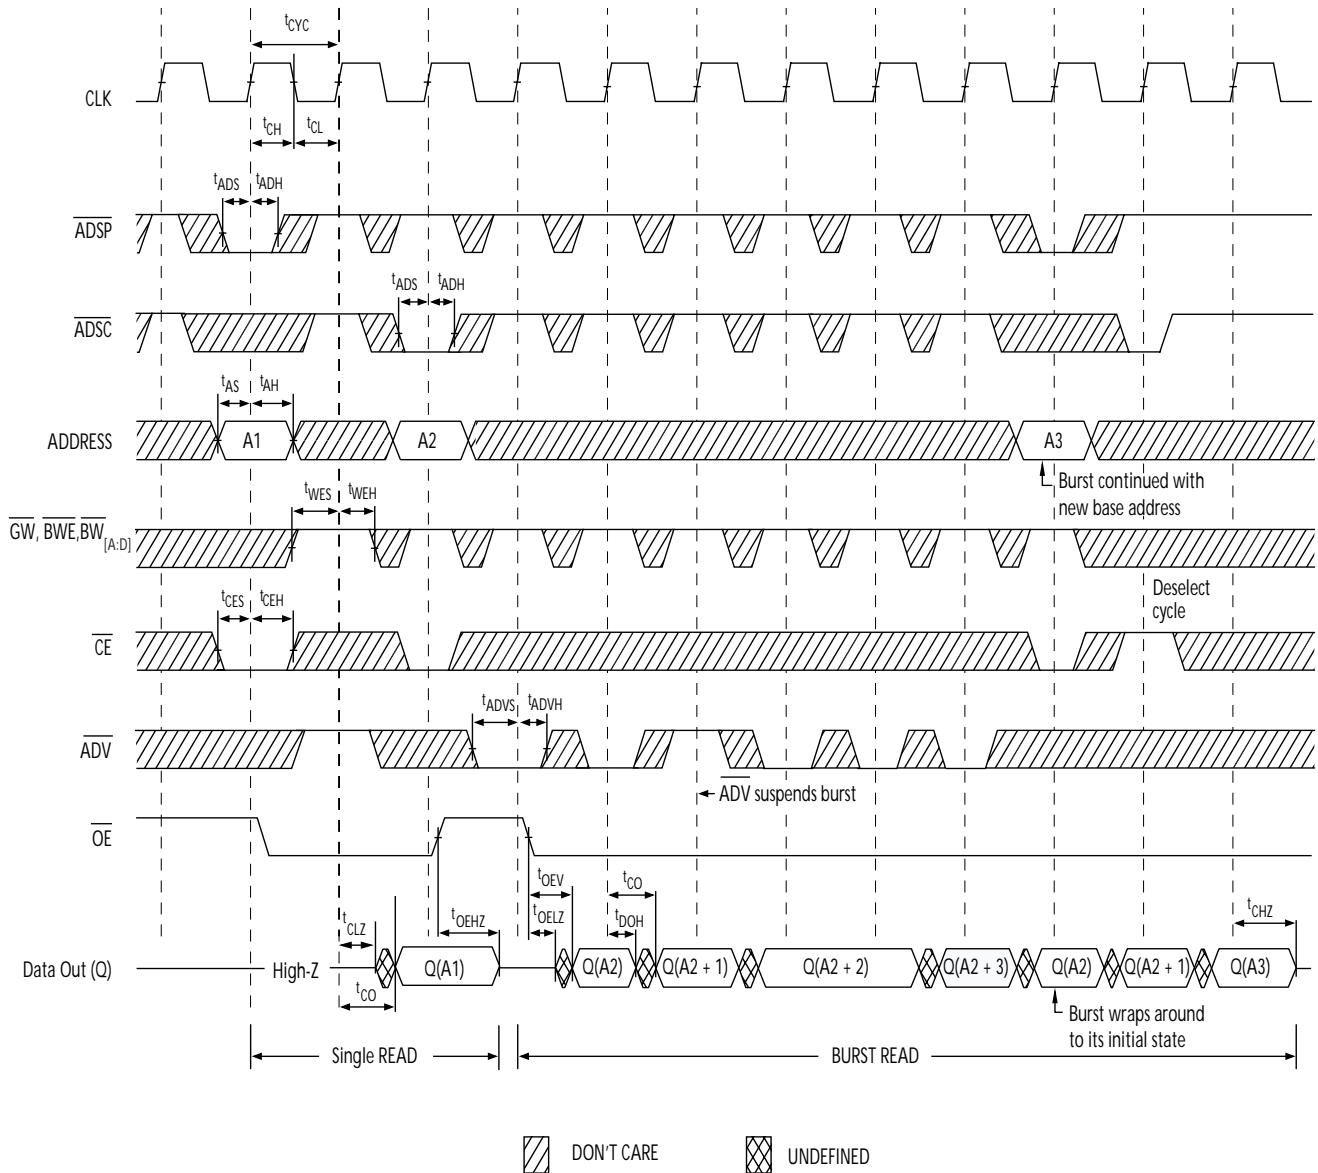 tCYC
CLK
tCH
tCL
tADS
tADH
ADSP
tADS
tADH
ADSC
tAS
tAH
ADDRESS
A1
A2
A3
Burst continued with
new base address
tWES
tWEH
GW, BWE,BW[A:D]
Deselect
cycle
tCES
tCEH
CE
tADVS
tADVH
ADV
ADV suspends burst
OE
tOEV
tCO
tCLZ
tOEHZ
tOELZ
tDOH
tCHZ
Data Out (Q)
High-Z
Q(A1)
Q(A2)
Q(A2 + 1)
Q(A2 + 2)
Q(A2 + 3)
Q(A2)
Q(A2 + 1)
Q(A3)
tCO
Burst wraps around
to its initial state
Single READ
BURST READ
DON'T CARE
UNDEFINED